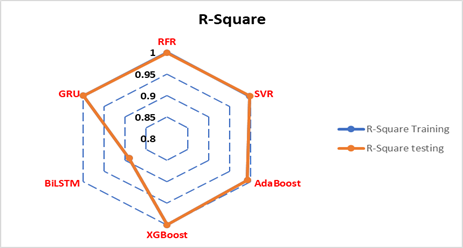 R-Square
RFR
1
0.95
GRU
0.9
SVR
0.85
R-Square Training
0.8
R-Square testing
BiLSTM
AdaBoost
XGBoost